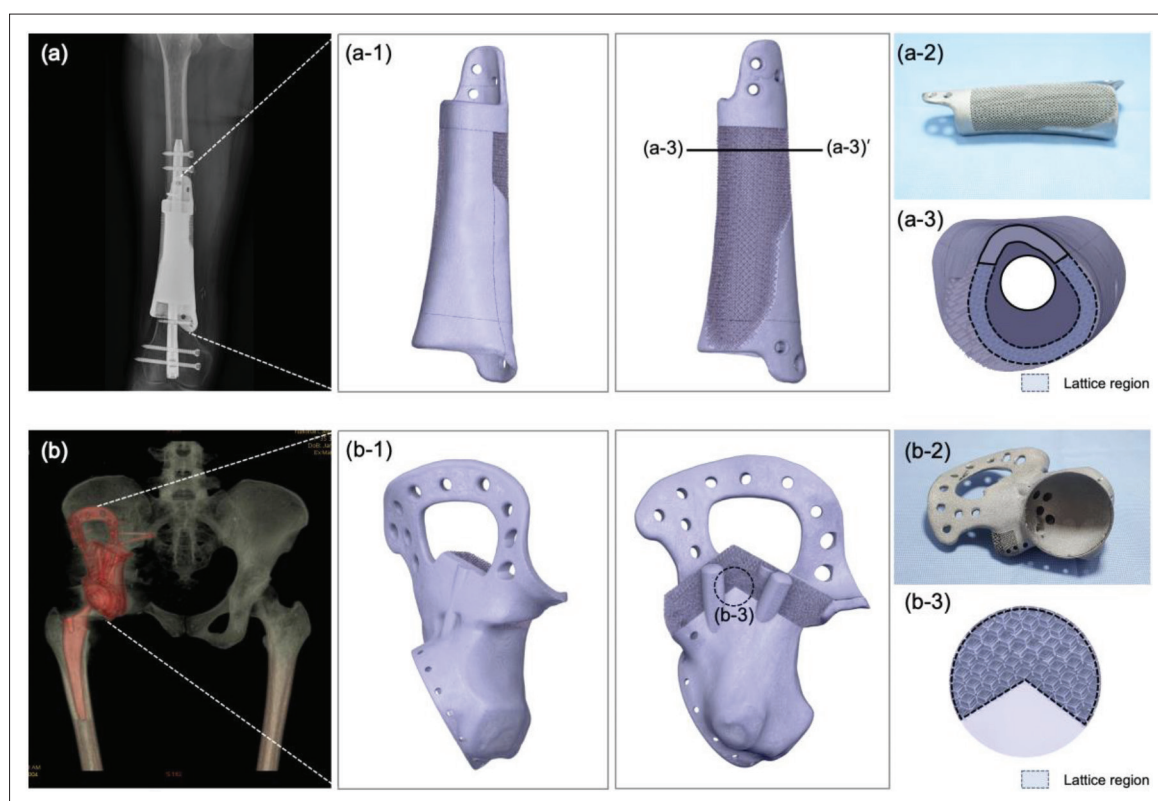 (a)
(a-1)
(a-3)
(a-3)′
(a-2)
(a-3)
Lattice region
(b)
(b-1)
(b-3)
(b-2)
(b-3)
Lattice region